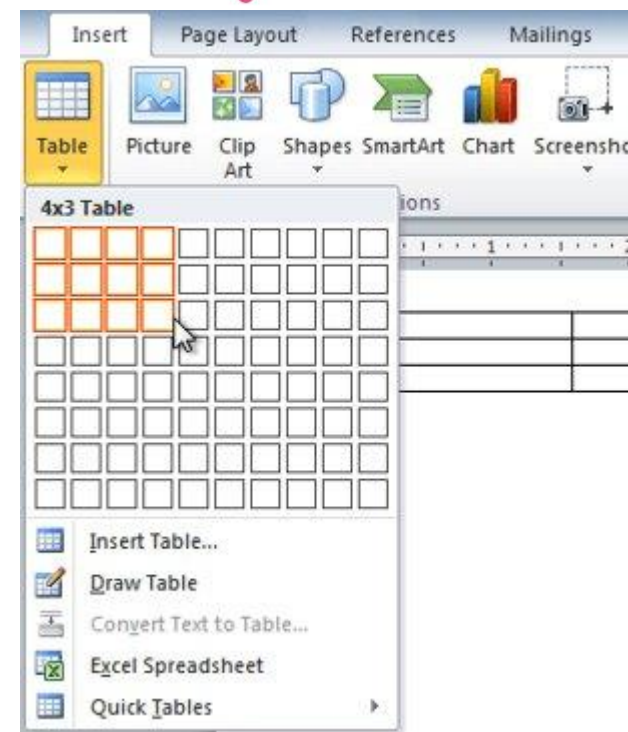 Insert Page Layout References Mailings
Table Picture Clip Art Shapes SmartArt Chart
4x3 Table
1
Insert Table...
Draw Table
Convert Text to Table...
Excel Spreadsheet
Quick Tables